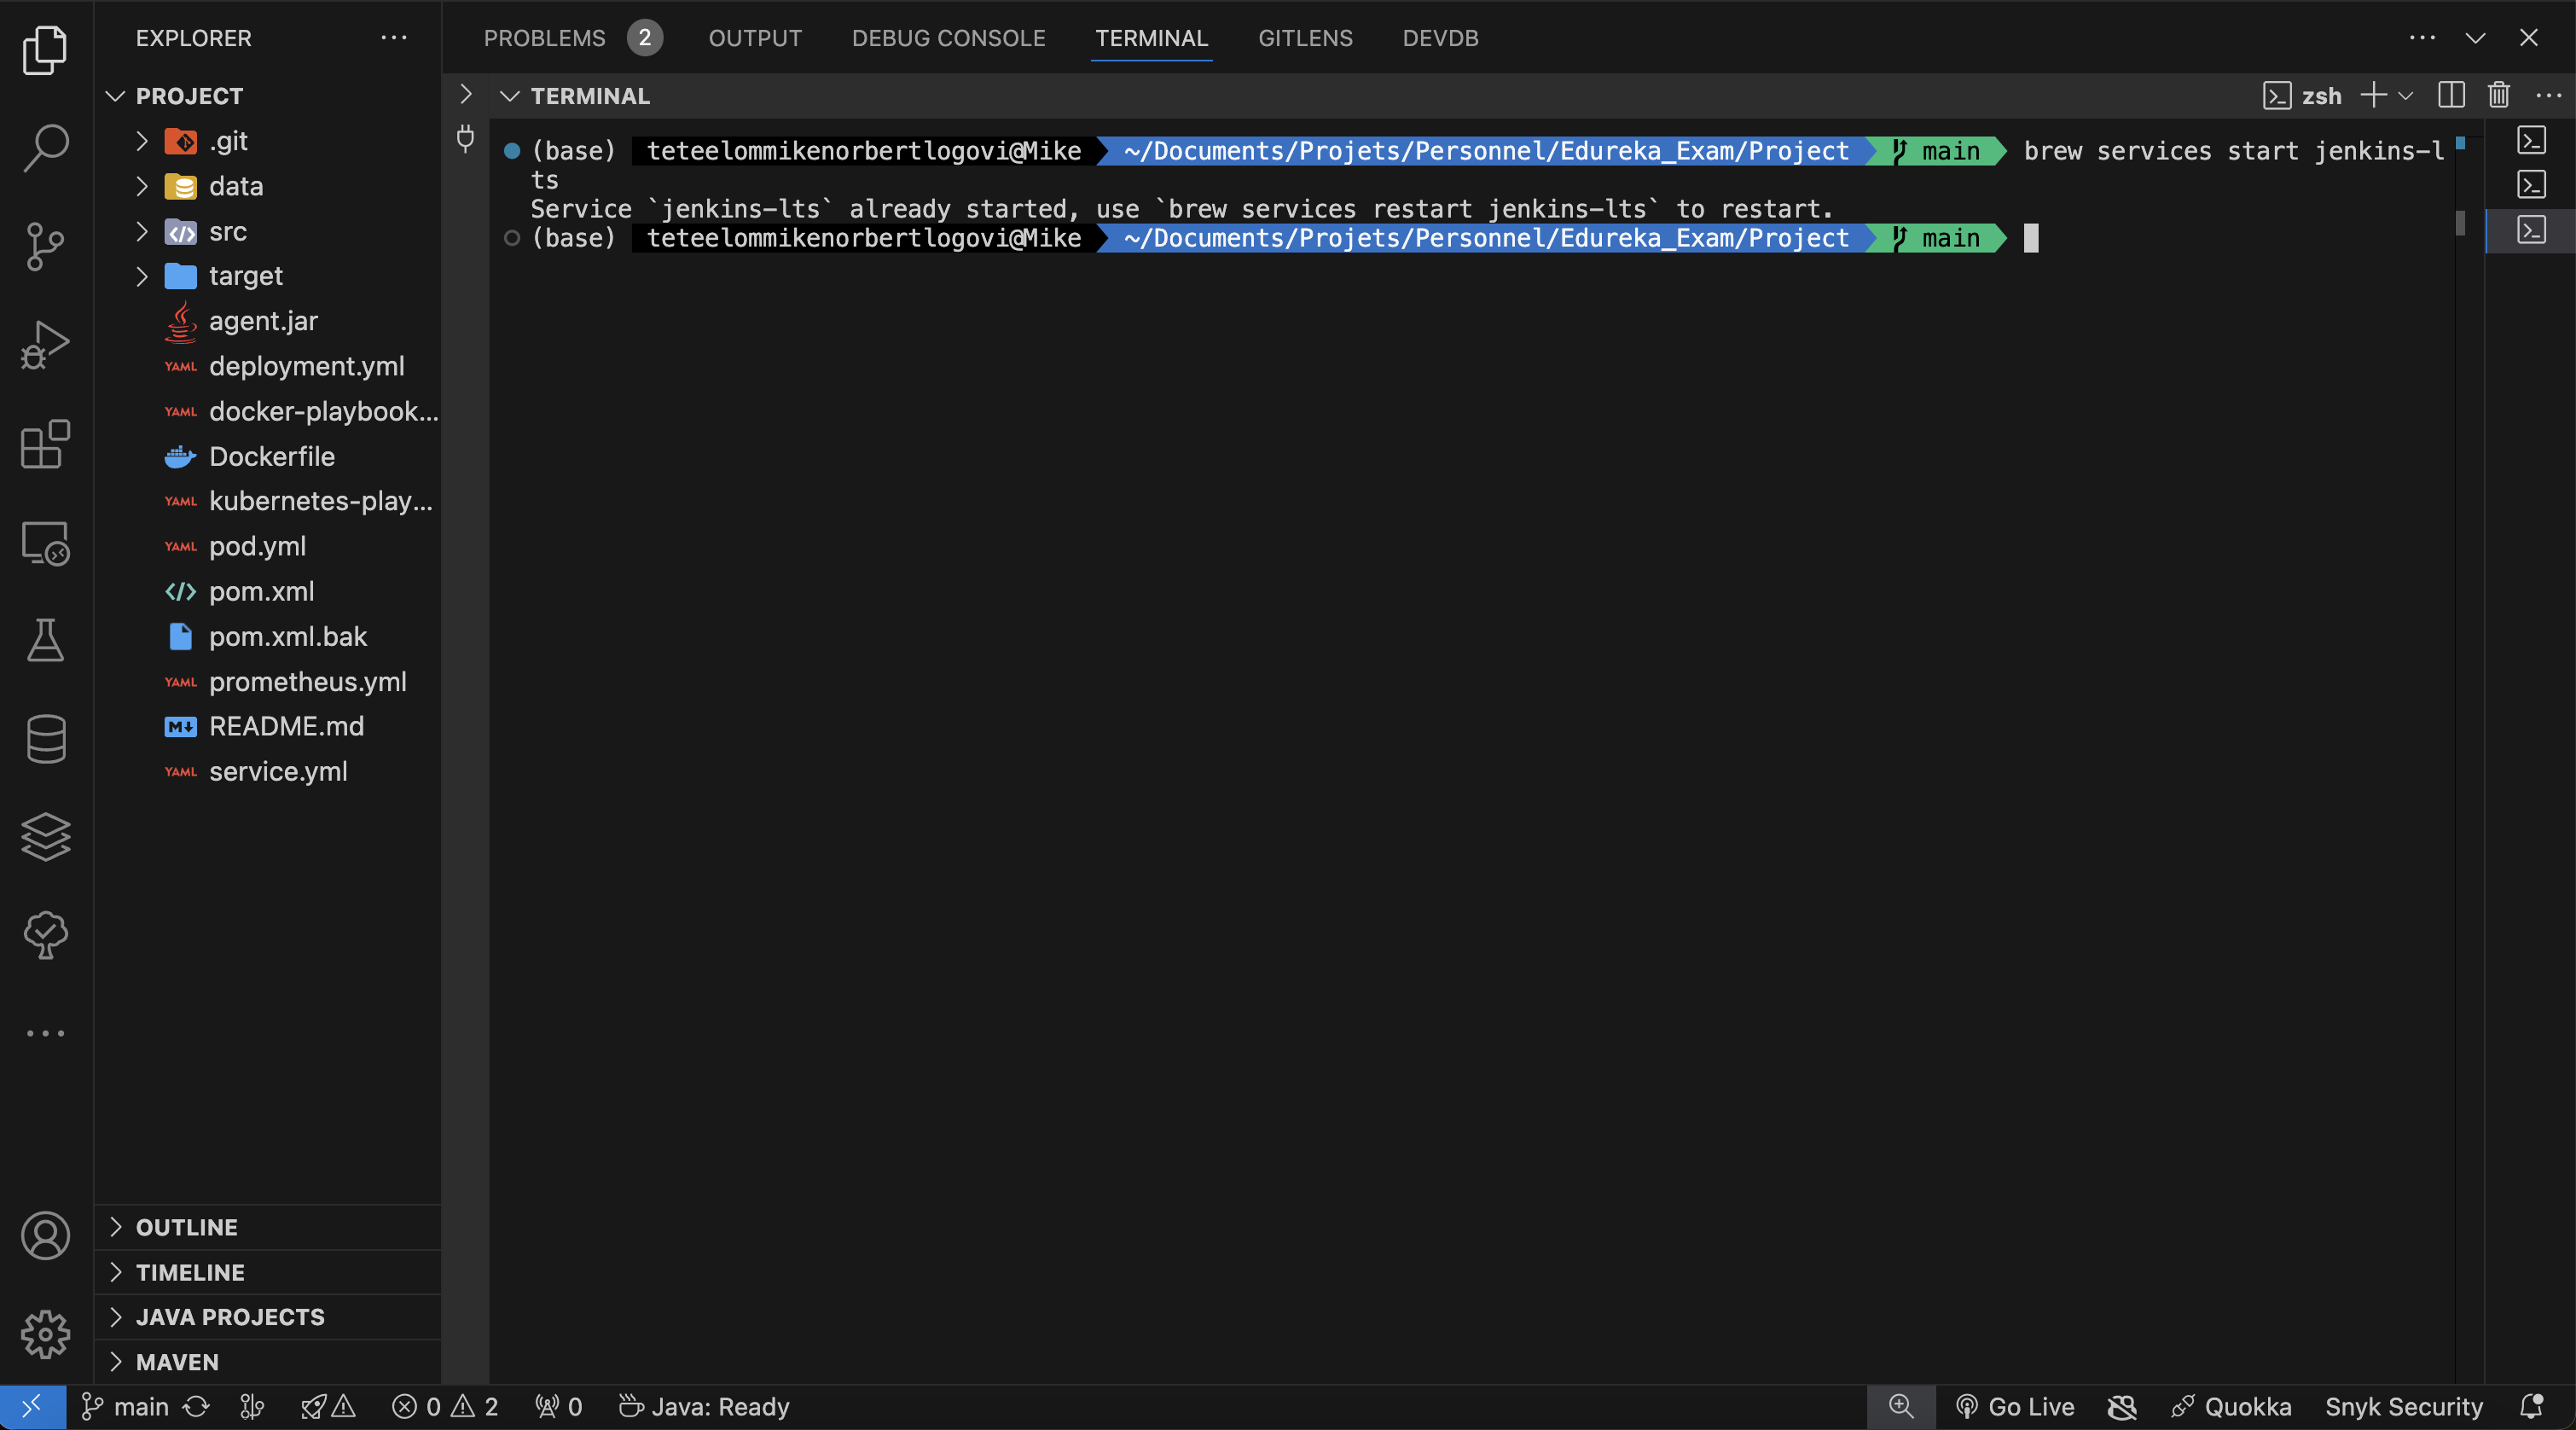 EXPLORER
PROBLEMS 2 OUTPUT DEBUG CONSOLE TERMINAL GITLENS DEVDB
PROJECT
.git
data
src
target
agent.jar
YAML deployment.yml
YAML docker-playbook...
Dockerfile
YAML kubernetes-play...
YAML pod.yml
pom.xml
pom.xml.bak
YAML prometheus.yml
README.md
YAML service.yml
OUTLINE
TIMELINE
JAVA PROJECTS
MAVEN
TERMINAL
zsh
(base) teteelommikenorbertlogovi@Mike ~/Documents/Projets/Personnel/Edureka_Exam/Project main brew services start jenkins-l
ts
Service `jenkins-lts` already started, use `brew services restart jenkins-lts` to restart.
(base) teteelommikenorbertlogovi@Mike ~/Documents/Projets/Personnel/Edureka_Exam/Project main
main 0 2 0 Java: Ready
Go Live Quokka Snyk Security